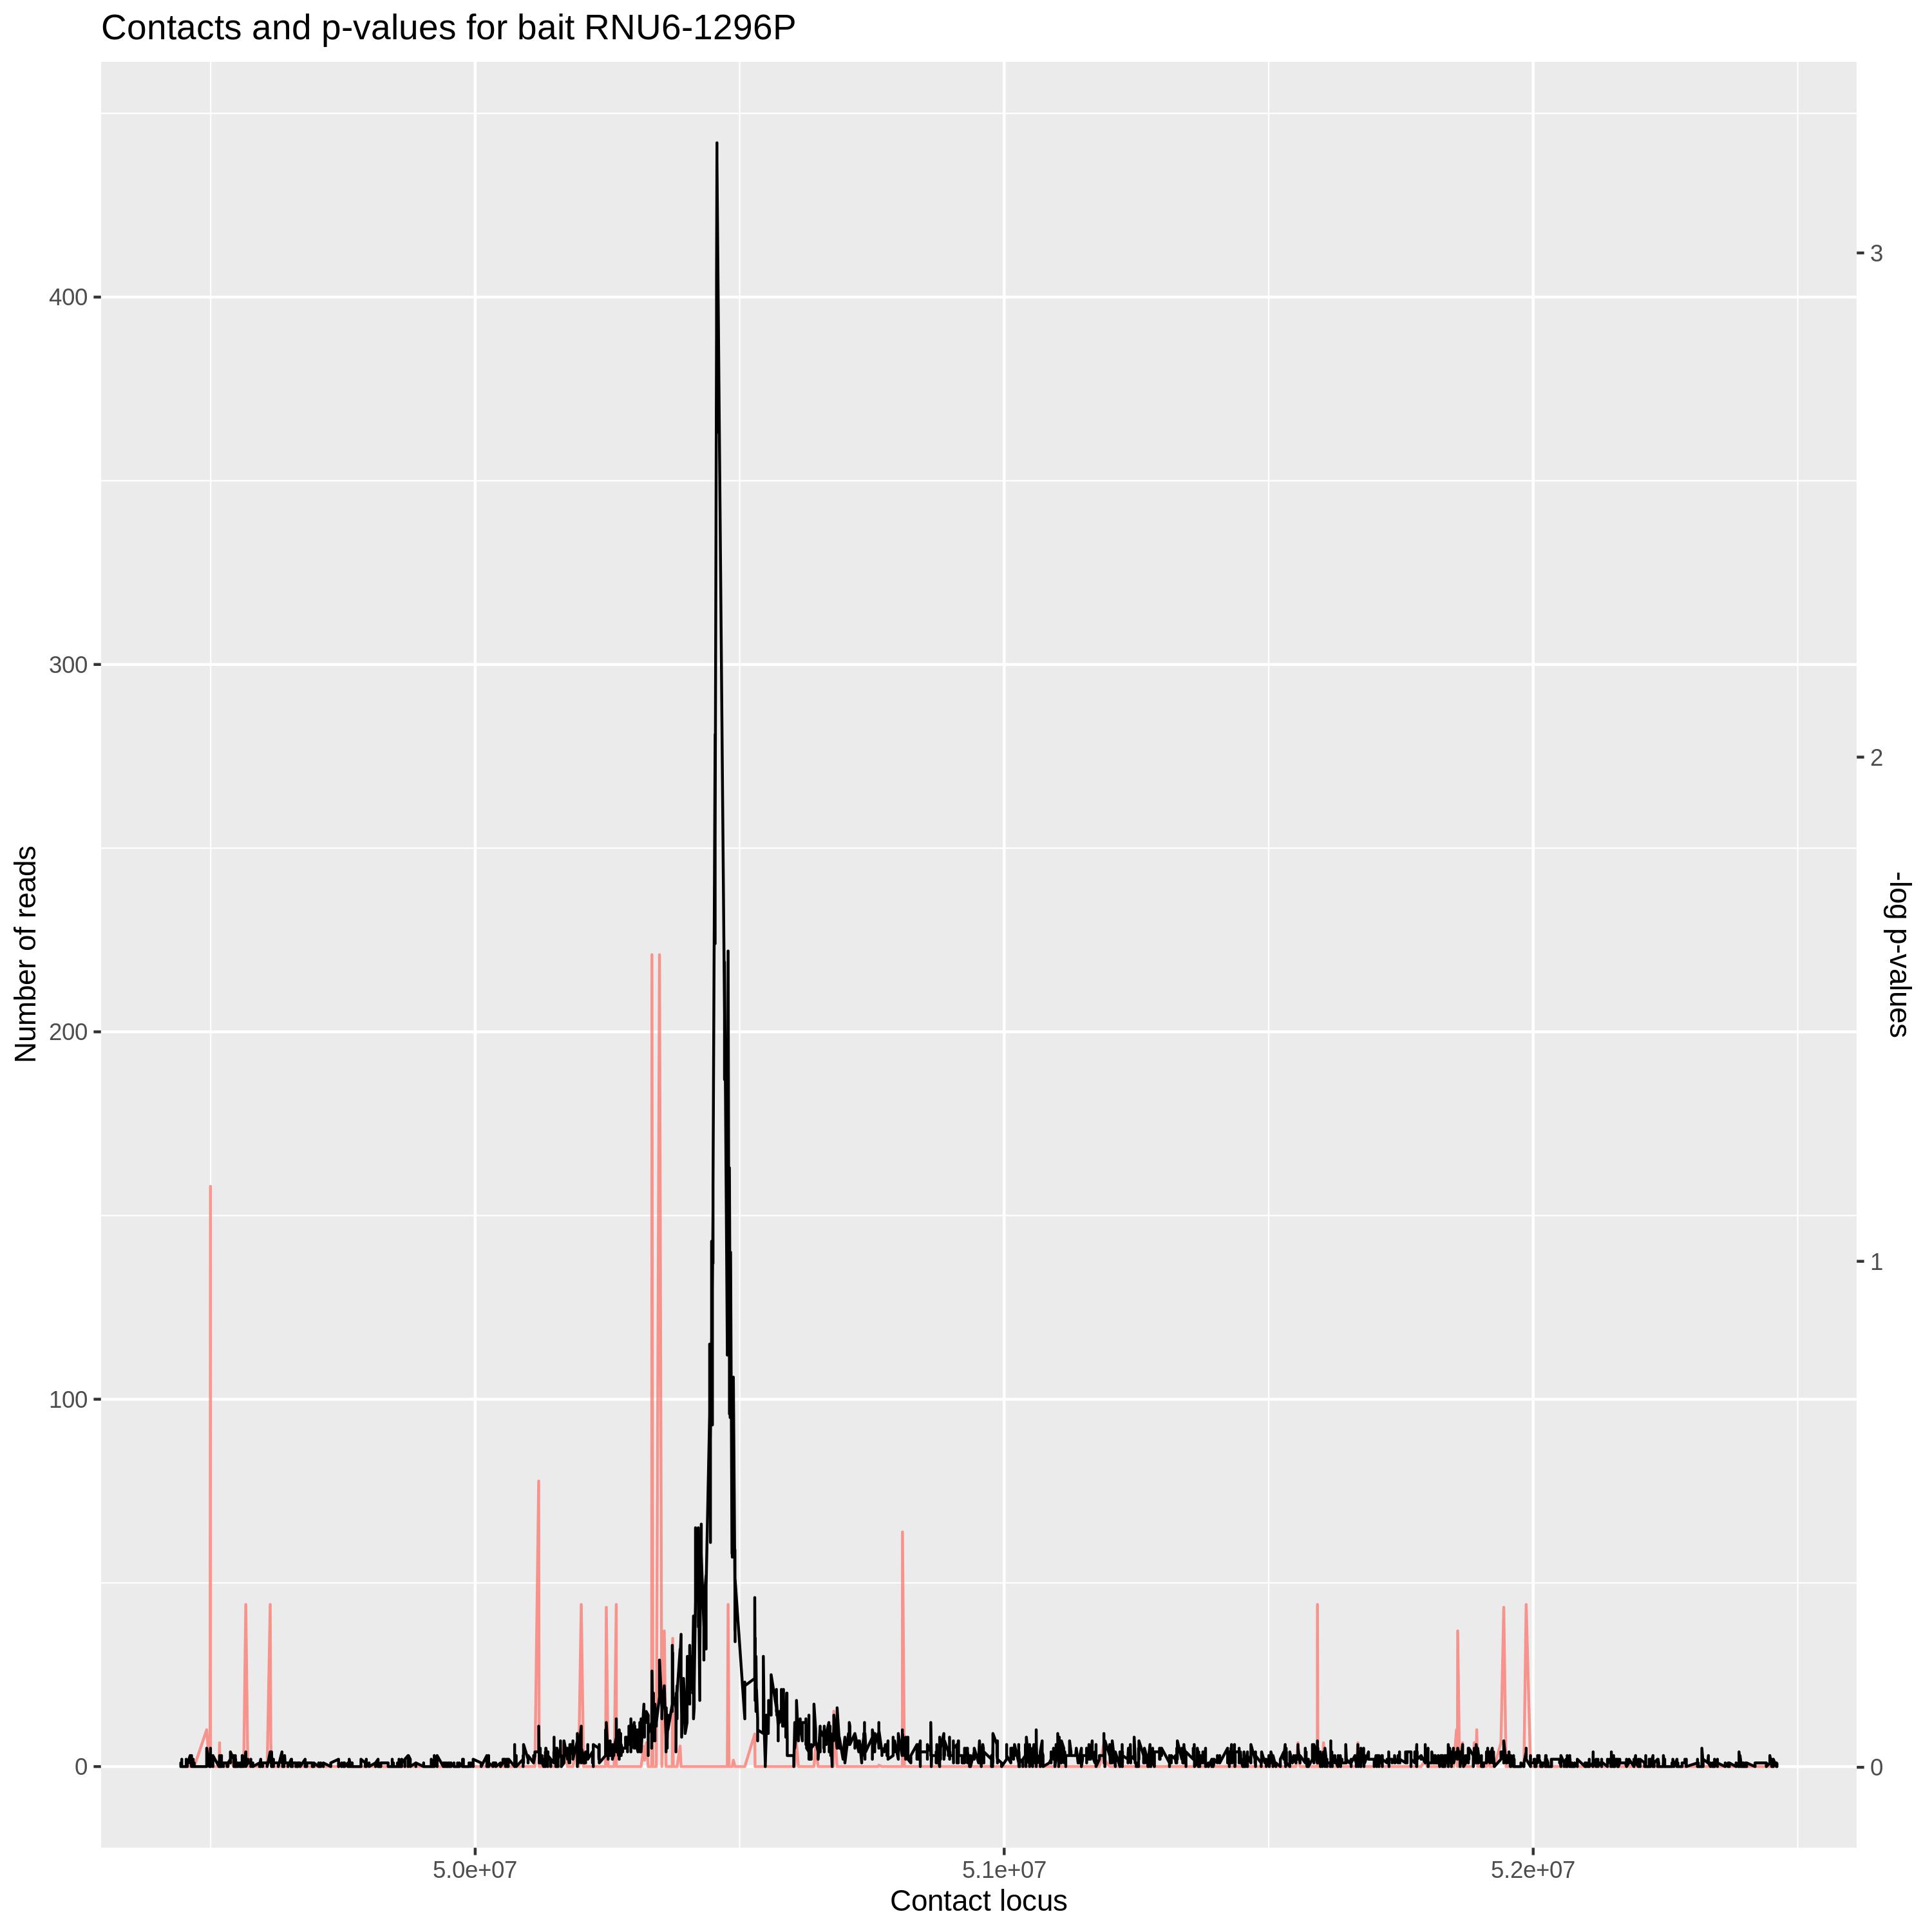 Contacts and p-values for bait RNU6-1296P
Number of reads
400
300
200
100
0
3
2
1
0
-log p-values
5.0e+07
5.1e+07
5.2e+07
Contact locus